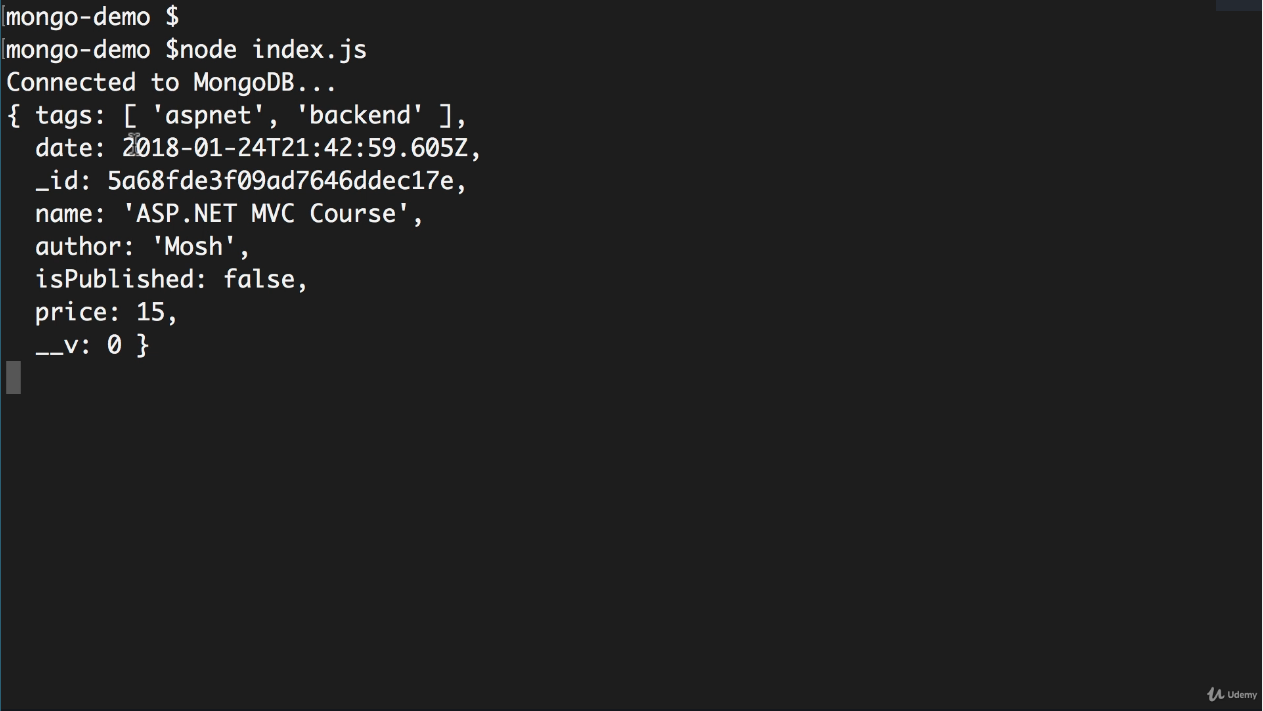 mongo-demo $
mongo-demo $node index.js
Connected to MongoDB...
{ tags: [ 'aspnet', 'backend' ],
  date: 2018-01-24T21:42:59.605Z,
  _id: 5a68fde3f09ad7646ddec17e,
  name: 'ASP.NET MVC Course',
  author: 'Mosh',
  isPublished: false,
  price: 15,
  __v: 0 }
Udemy